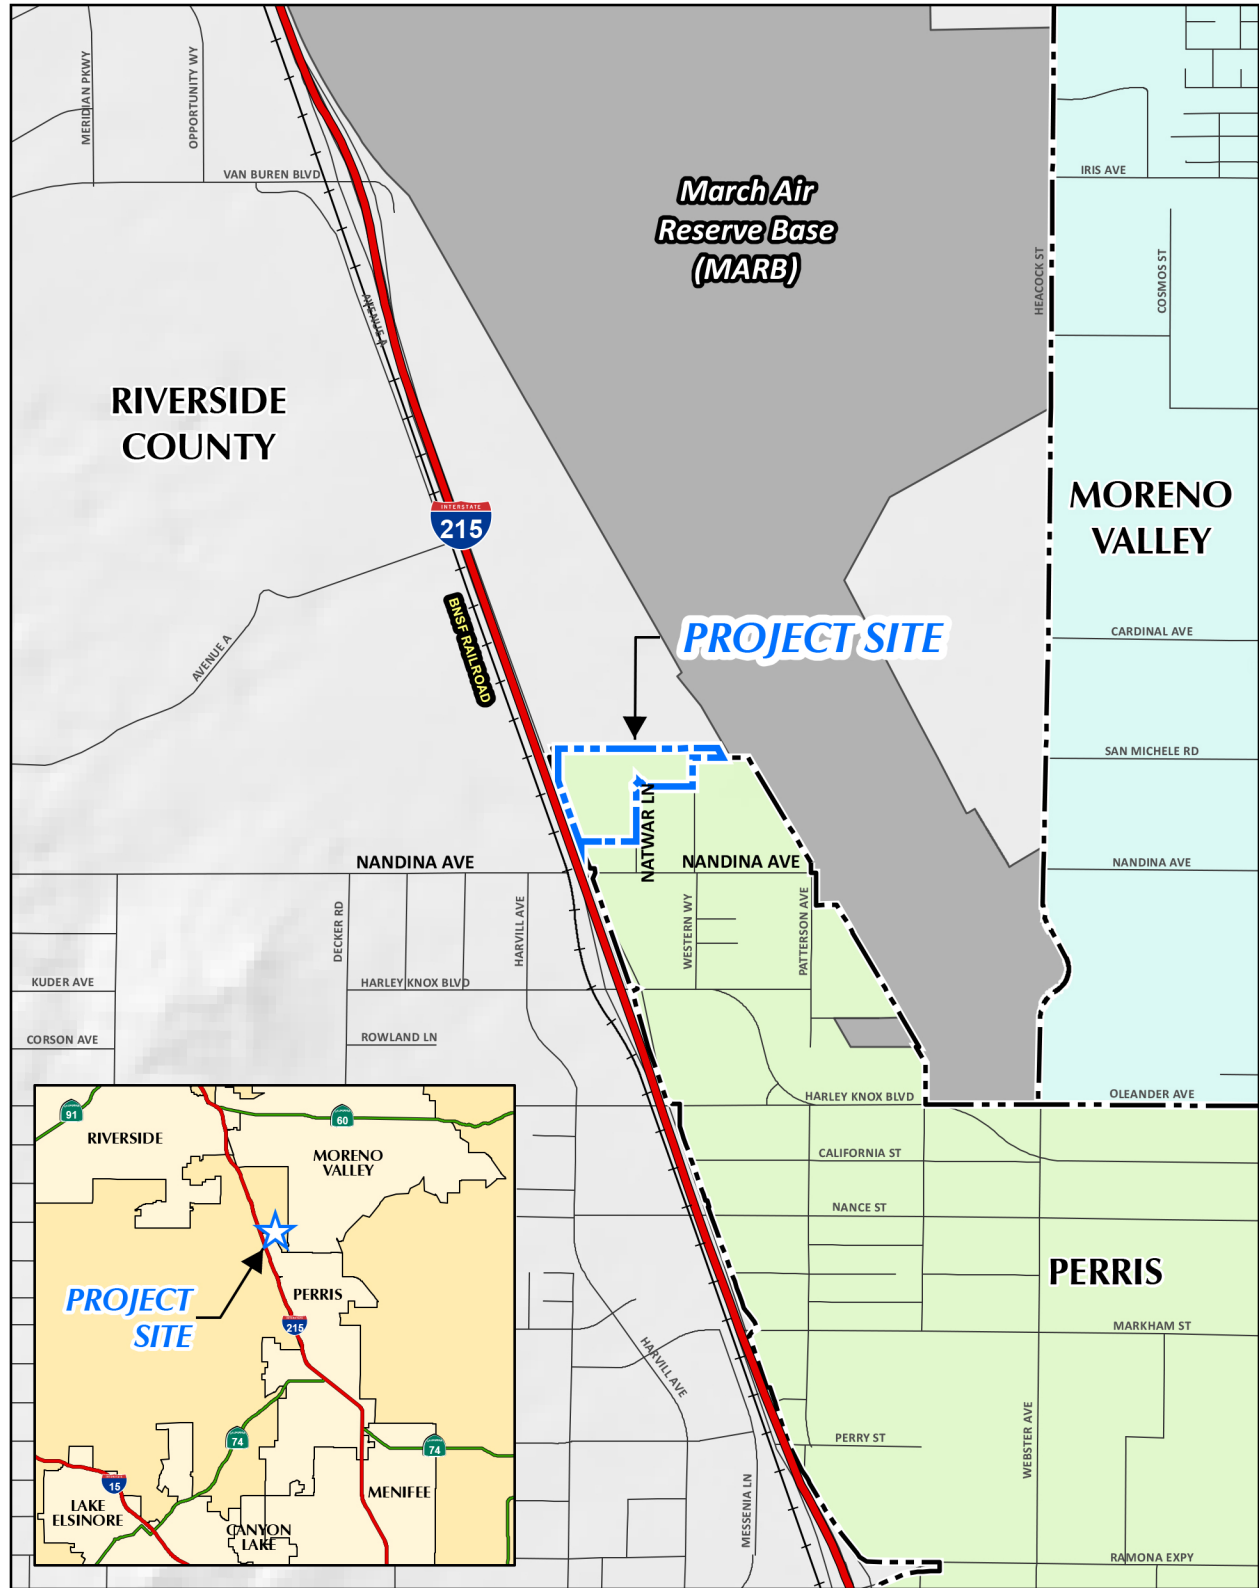 MERIDIAN PKWY
OPPORTUNITY WY
VAN BUREN BLVD
IRIS AVE
March Air
Reserve Base
(MARB)
HEACOCK ST
COSMOS ST
AVENUE A
RIVERSIDE
COUNTY
MORENO
VALLEY
INTERSTATE
215
BNSF RAILROAD
AVENUE A
PROJECT SITE
CARDINAL AVE
SAN MICHELE RD
NATWAR LN
NANDINA AVE
NANDINA AVE
NANDINA AVE
DECKER RD
HARVILL AVE
WESTERN WY
PATTERSON AVE
KUDER AVE
HARLEY KNOX BLVD
CORSON AVE
ROWLAND LN
HARLEY KNOX BLVD
OLEANDER AVE
CALIFORNIA ST
NANCE ST
PERRIS
MARKHAM ST
HARVILL AVE
PERRY ST
WEBSTER AVE
MESSENIA LN
RAMONA EXPY
91
60
RIVERSIDE
MORENO
VALLEY
PROJECT
SITE
PERRIS
215
74
74
15
MENIFEE
LAKE
ELSINORE
CANYON
LAKE